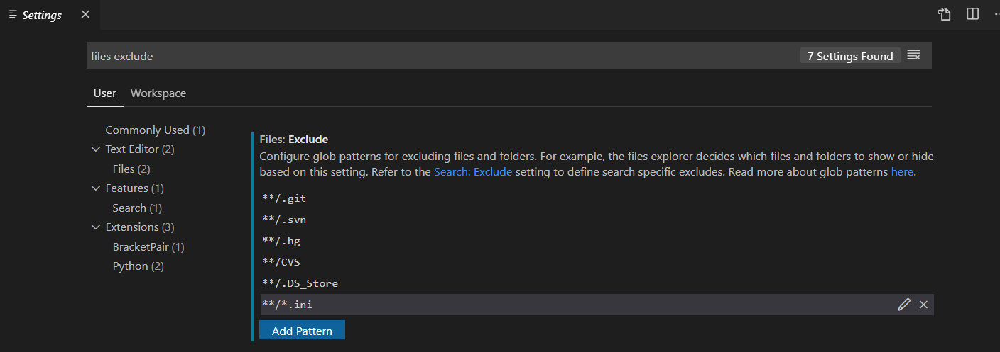 Settings
files exclude
7 Settings Found
User Workspace
Commonly Used (1)
Text Editor (2)
Files (2)
Features (1)
Search (1)
Extensions (3)
BracketPair (1)
Python (2)
Files: Exclude
Configure glob patterns for excluding files and folders. For example, the files explorer decides which files and folders to show or hide
based on this setting. Refer to the Search: Exclude setting to define search specific excludes. Read more about glob patterns here.
**/.git
**/.svn
**/.hg
**/CVS
**/.DS_Store
**/*.ini
Add Pattern